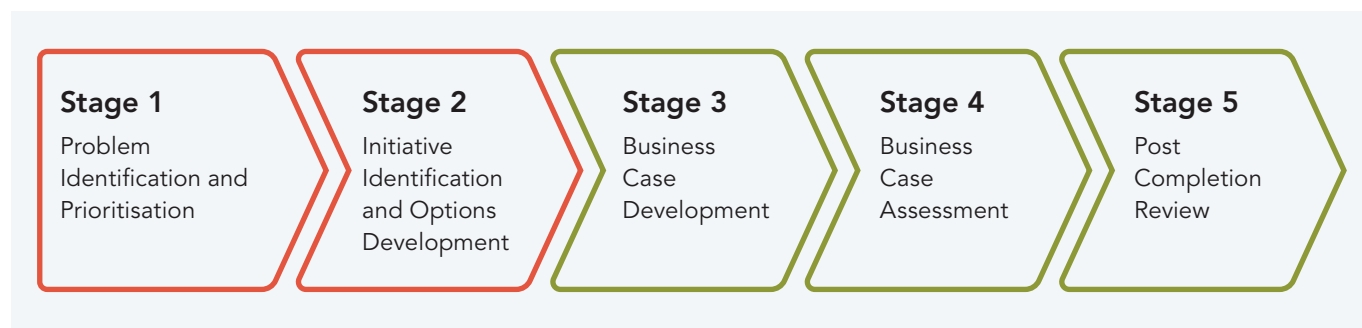 Stage 1
Problem
Identification and
Prioritisation
Stage 2
Initiative
Identification
and Options
Development
Stage 3
Business
Case
Development
Stage 4
Business
Case
Assessment
Stage 5
Post
Completion
Review